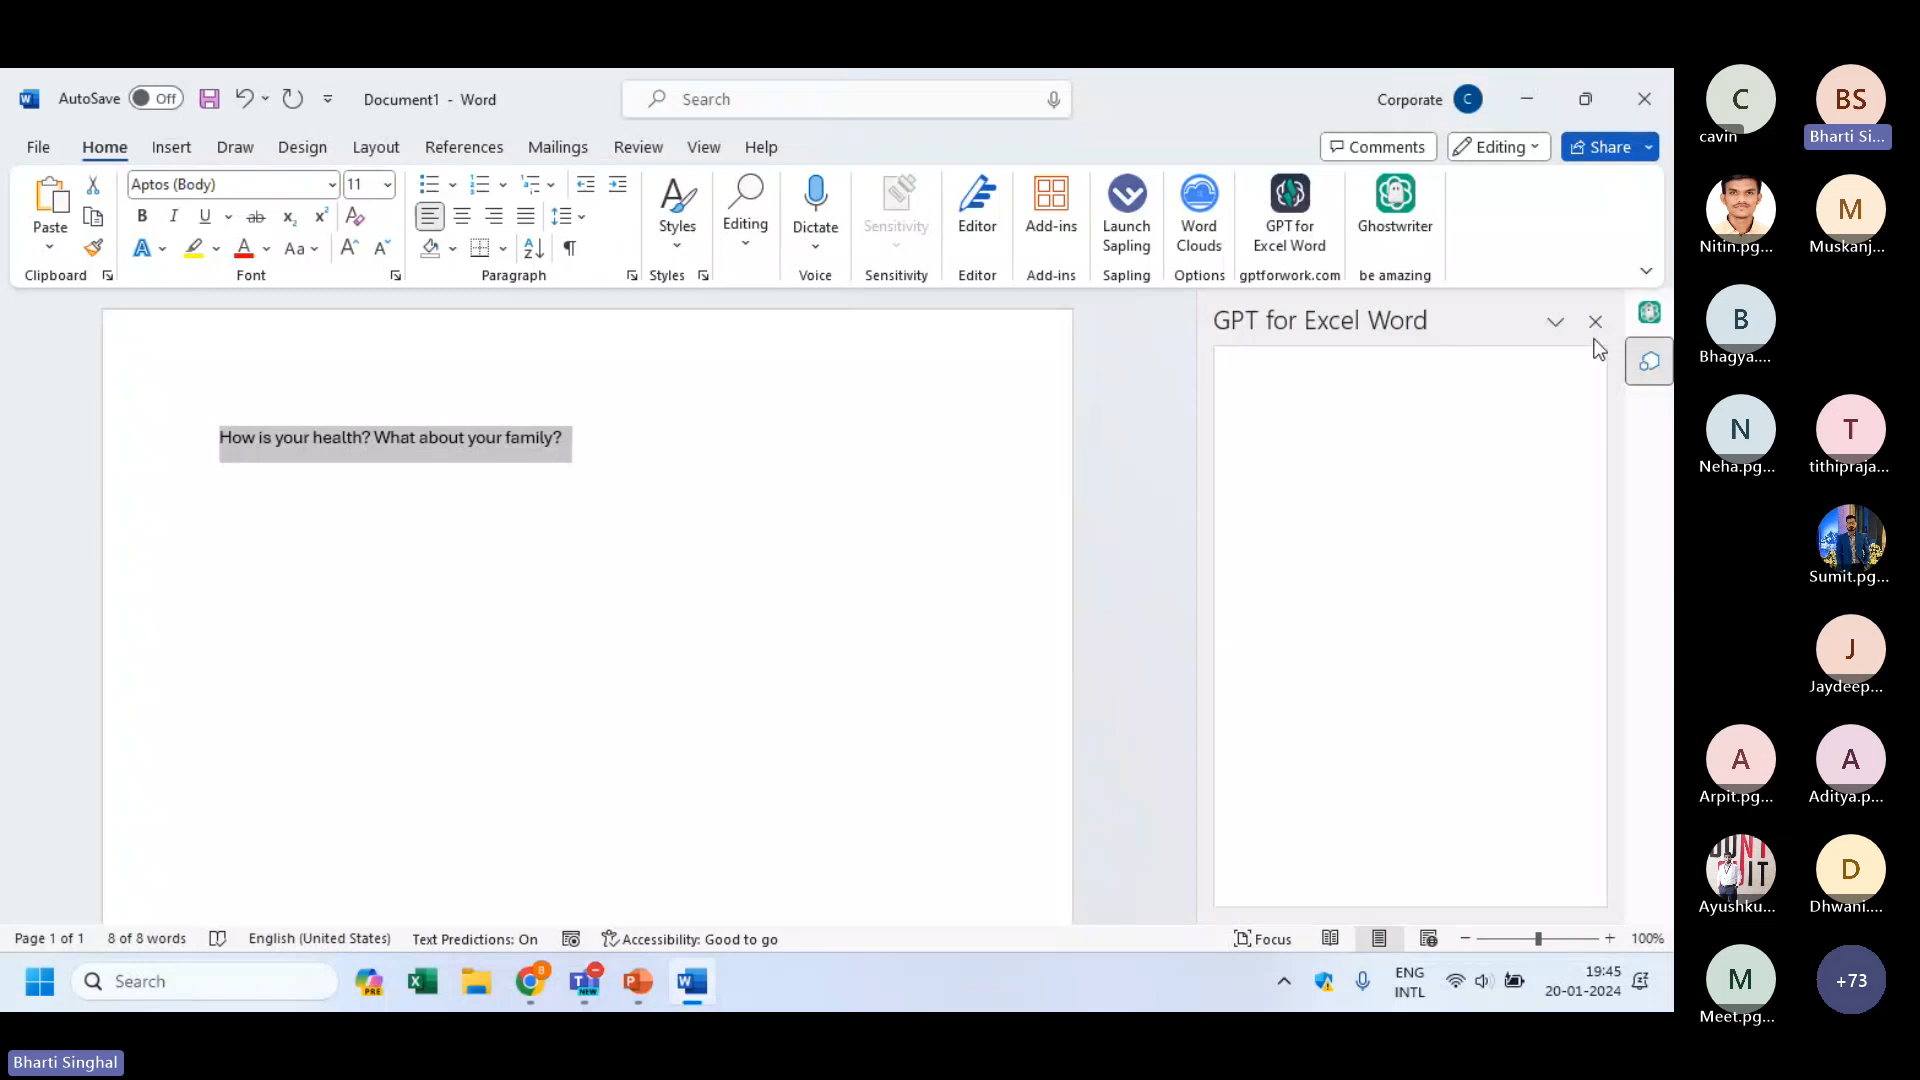 AutoSave Off Document1 - Word Search Corporate C
File Home Insert Draw Design Layout References Mailings Review View Help Comments Editing Share
Paste Aptos (Body) 11 Styles Editing Dictate Sensitivity Editor Add-ins Launch Sapling Word Clouds GPT for Excel Word Ghostwriter
Clipboard Font Paragraph Styles Voice Sensitivity Editor Add-ins Sapling Options gptforwork.com be amazing
GPT for Excel Word
How is your health? What about your family?
Page 1 of 1 8 of 8 words English (United States) Text Predictions: On Accessibility: Good to go Focus 100%
Search PRE 8 NEW ENG INTL 19:45 20-01-2024
C BS
cavin Bharti Si...
M
Nitin.pg... Muskanj...
B
Bhagya....
N T
Neha.pg... tithipraja...
Sumit.pg...
J
Jaydeep...
A A
Arpit.pg... Aditya.p...
D
Ayushku... Dhwani....
M +73
Meet.pg...
Bharti Singhal